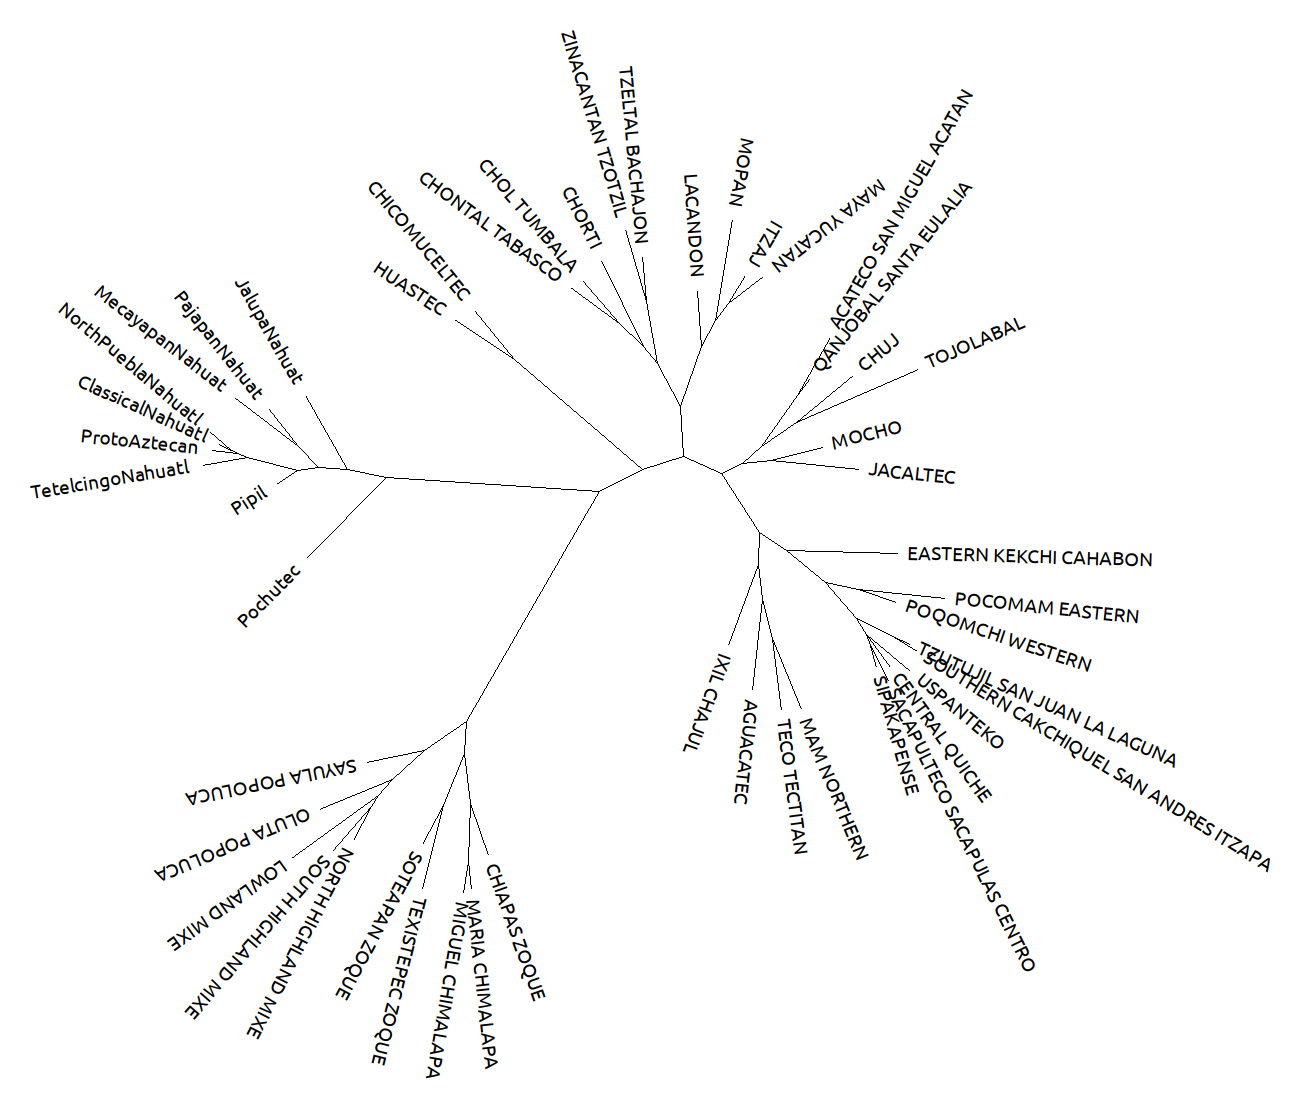 ZINACANTAN TZOTZIL
TZELTAL BACHAJON
LACANDON
MOPAN
ITZAJ
MAYA YUCATAN
ACATECO SAN MIGUEL ACATAN
QANJOBAL SANTA EULALIA
CHUJ
TOJOLABAL
MOCHO
JACALTEC
EASTERN KEKCHI CAHABON
POCOMAM EASTERN
POQOMCHI WESTERN
TZUTUJIL SAN JUAN LA LAGUNA
SOUTHERN CAKCHIQUEL SAN ANDRES ITZAPA
USPANTEKO
CENTRAL QUICHE
SACAPULTECO SACAPULAS CENTRO
SIPAKAPENSE
MAM NORTHERN
TECO TECTITAN
AGUACATEC
IXIL CHAJUL
CHIAPAS ZOQUE
MARIA CHIMALAPA
MIGUEL CHIMALAPA
TEXISTEPEC ZOQUE
SOTEAPAN ZOQUE
NORTH HIGHLAND MIXE
SOUTH HIGHLAND MIXE
LOWLAND MIXE
OLUTA POPOLUCA
SAYULA POPOLUCA
Pochutec
Pipil
TetelcingoNahuatl
ProtoAztecan
ClassicalNahuatl
NorthPueblaNahuatl
MecayapanNahuat
PajapanNahuat
JalupaNahuat
HUASTEC
CHICOMUCELTEC
CHONTAL TABASCO
CHOL TUMBALA
CHORTI